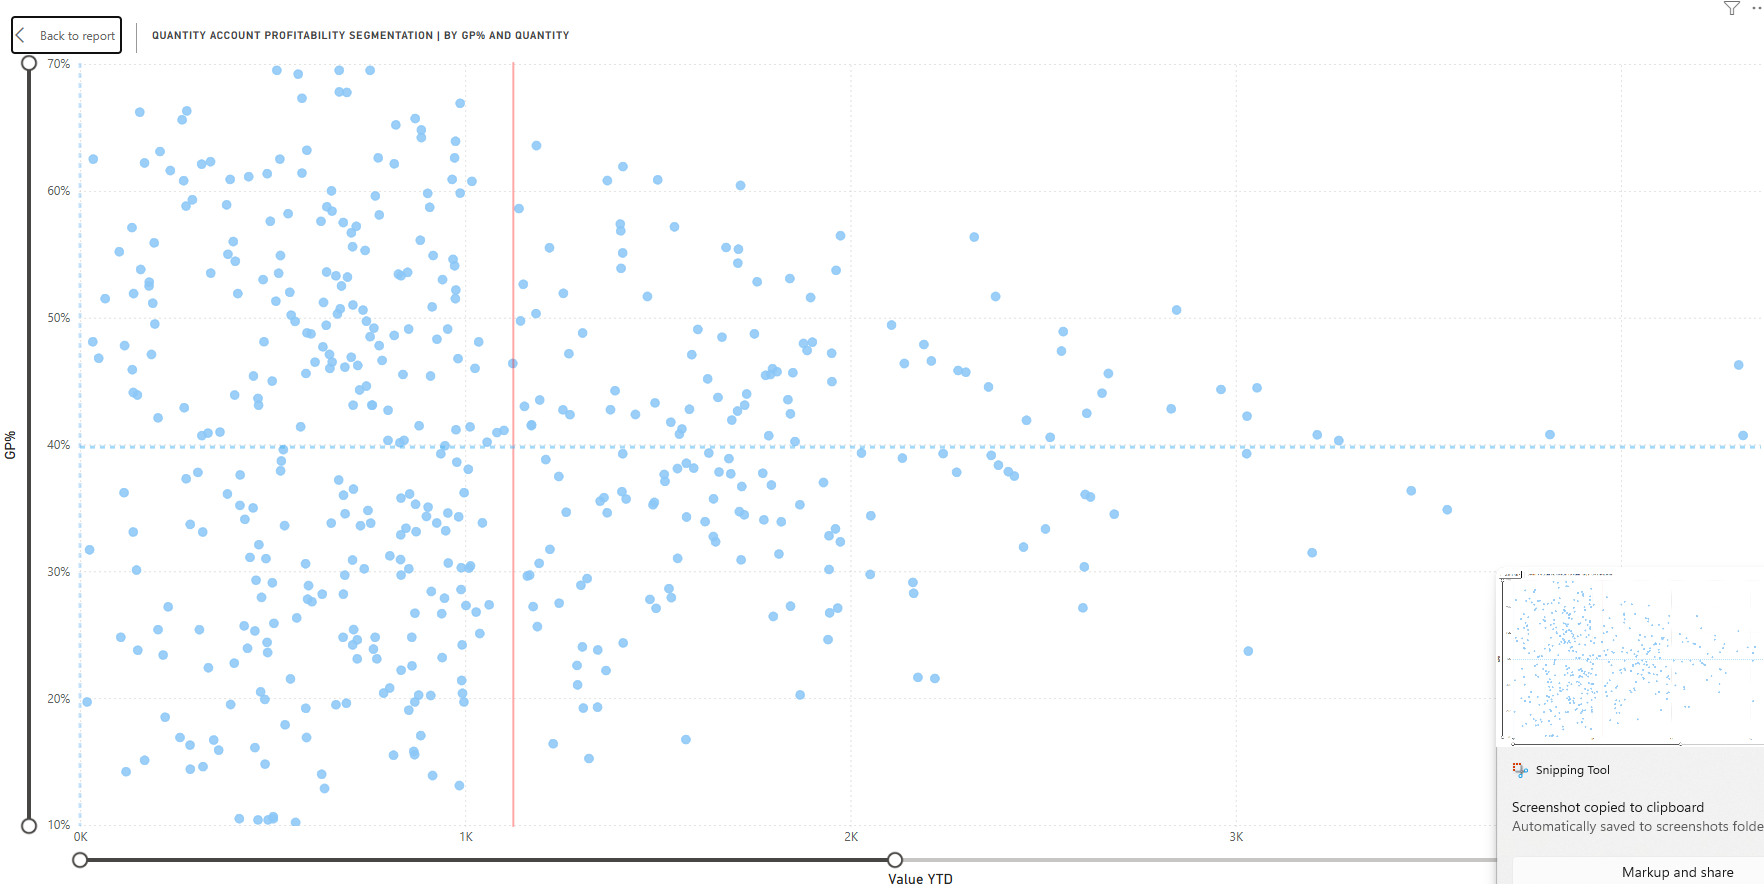 Back to report
QUANTITY ACCOUNT PROFITABILITY SEGMENTATION | BY GP% AND QUANTITY
70%
60%
50%
40%
30%
20%
10%
GP%
0K
1K
2K
3K
Value YTD
Snipping Tool
Screenshot copied to clipboard
Automatically saved to screenshots folde
Markup and share